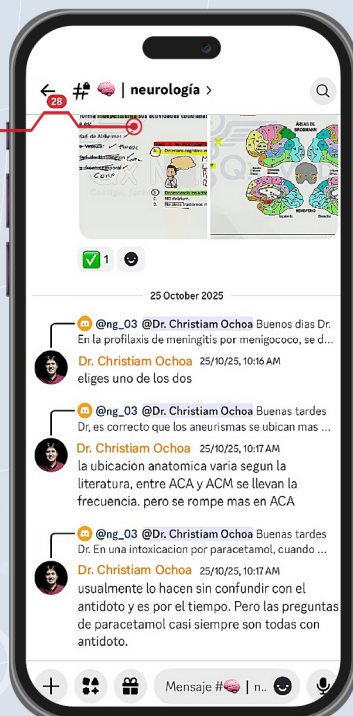 28
# | neurología >
dad de Alzheimer
ÁREAS DE
BRODMANN
1
25 October 2025
@ng_03 @Dr. Christiam Ochoa Buenos dias Dr.
En la profilaxis de meningitis por menigococo, se d...
Dr. Christiam Ochoa 25/10/25, 10:16 AM
eliges uno de los dos
@ng_03 @Dr. Christiam Ochoa Buenas tardes
Dr, es correcto que los aneurismas se ubican mas ...
Dr. Christiam Ochoa 25/10/25, 10:17 AM
la ubicacion anatomica varia segun la
literatura, entre ACA y ACM se llevan la
frecuencia. pero se rompe mas en ACA
@ng_03 @Dr. Christiam Ochoa Buenas tardes
Dr. En una intoxicacion por paracetamol, cuando ...
Dr. Christiam Ochoa 25/10/25, 10:17 AM
usualmente lo hacen sin confundir con el
antidoto y es por el tiempo. Pero las preguntas
de paracetamol casi siempre son todas con
antidoto.
Mensaje # | n..